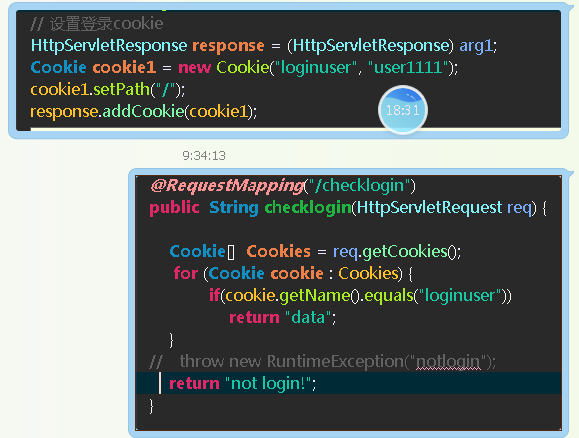 // 设置登录cookie
HttpServletResponse response = (HttpServletResponse) arg1;
Cookie cookie1 = new Cookie("loginuser", "user1111");
cookie1.setPath("/");
response.addCookie(cookie1);
18:31
9:34:13
@RequestMapping("/checklogin")
public String checklogin(HttpServletRequest req) {
Cookie[] Cookies = req.getCookies();
for (Cookie cookie : Cookies) {
if(cookie.getName().equals("loginuser"))
return "data";
}
// throw new RuntimeException("notlogin");
return "not login!";
}